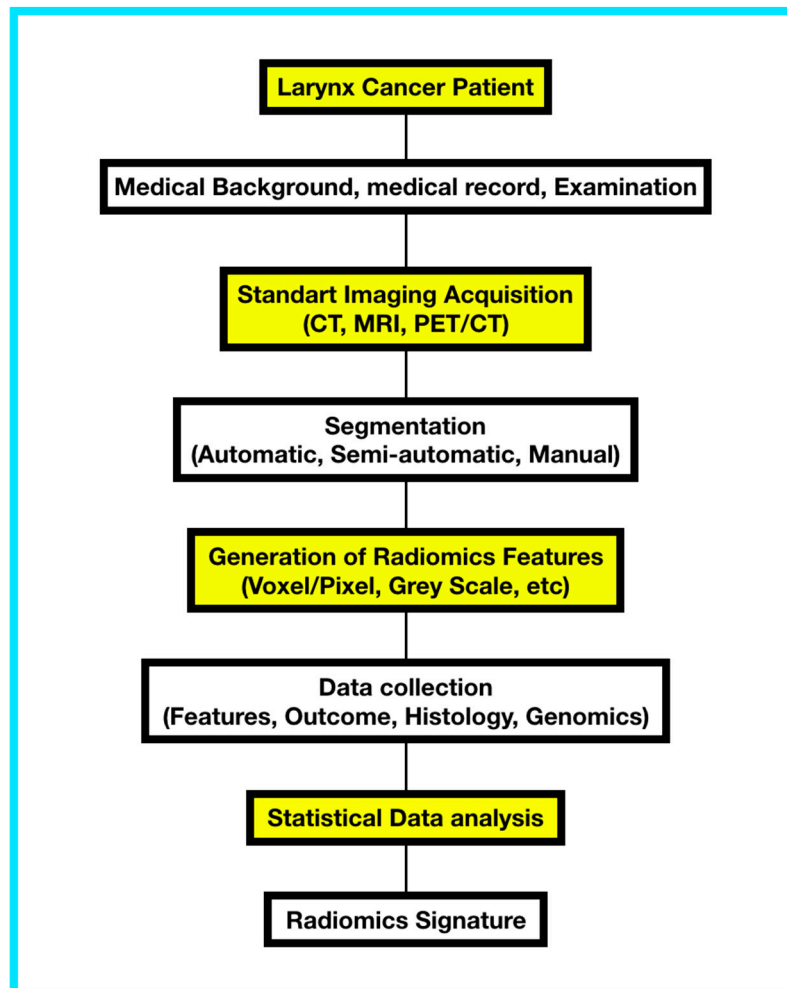 Larynx Cancer Patient
Medical Background, medical record, Examination
Standart Imaging Acquisition
(CT, MRI, PET/CT)
Segmentation
(Automatic, Semi-automatic, Manual)
Generation of Radiomics Features
(Voxel/Pixel, Grey Scale, etc)
Data collection
(Features, Outcome, Histology, Genomics)
Statistical Data analysis
Radiomics Signature